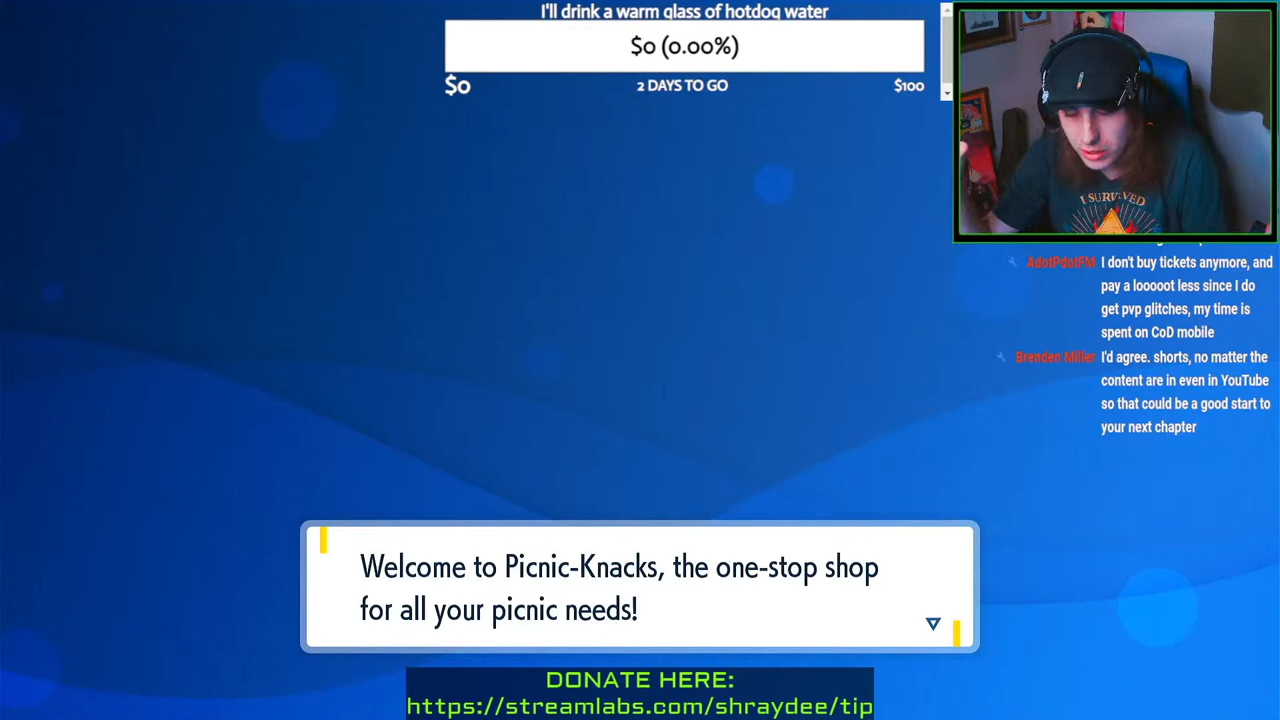 I'll drink a warm glass of hotdog water
$0 (0.00%)
$0
2 DAYS TO GO
$100
I SURVIVED
AdotPdotFM I don't buy tickets anymore, and
pay a looooot less since I do
get pvp glitches, my time is
spent on CoD mobile
Brenden Miller I'd agree. shorts, no matter the
content are in even in YouTube
so that could be a good start to
your next chapter
Welcome to Picnic-Knacks, the one-stop shop
for all your picnic needs!
DONATE HERE:
https://streamlabs.com/shraydee/tip